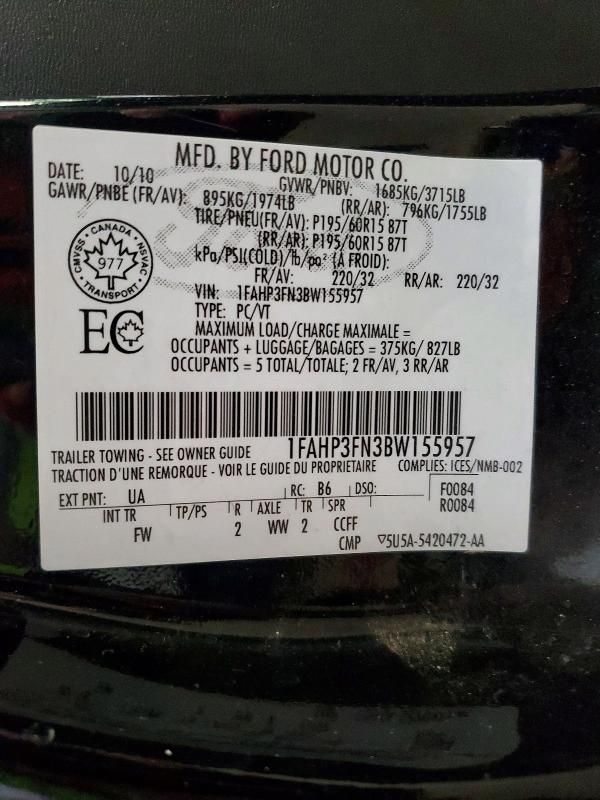 MFD. BY FORD MOTOR CO.
DATE: 10/10 GVWR/PNBV: 1685KG/3715LB
GAWR/PNBE (FR/AV): 895KG/1974LB (RR/AR): 796KG/1755LB
TIRE/PNEU(FR/AV): P195/60R15 87T
(RR/AR): P195/60R15 87T
kPa/PSI(COLD)/lb/po² (À FROID):
FR/AV: 220/32 RR/AR: 220/32
VIN: 1FAHP3FN3BW155957
TYPE: PC/VT
MAXIMUM LOAD/CHARGE MAXIMALE =
OCCUPANTS + LUGGAGE/BAGAGES = 375KG/ 827LB
OCCUPANTS = 5 TOTAL/TOTALE; 2 FR/AV, 3 RR/AR
CANADA
CMVSS NSVAC
977
TRANSPORT
EC
1FAHP3FN3BW155957
TRAILER TOWING - SEE OWNER GUIDE
TRACTION D'UNE REMORQUE - VOIR LE GUIDE DU PROPRIETAIRE COMPLIES: ICES/NMB-002
EXT PNT: UA RC: B6 DSO: F0084
R0084
INT TR TP/PS R AXLE TR SPR
FW 2 WW 2 CCFF
CMP ▽5U5A-5420472-AA